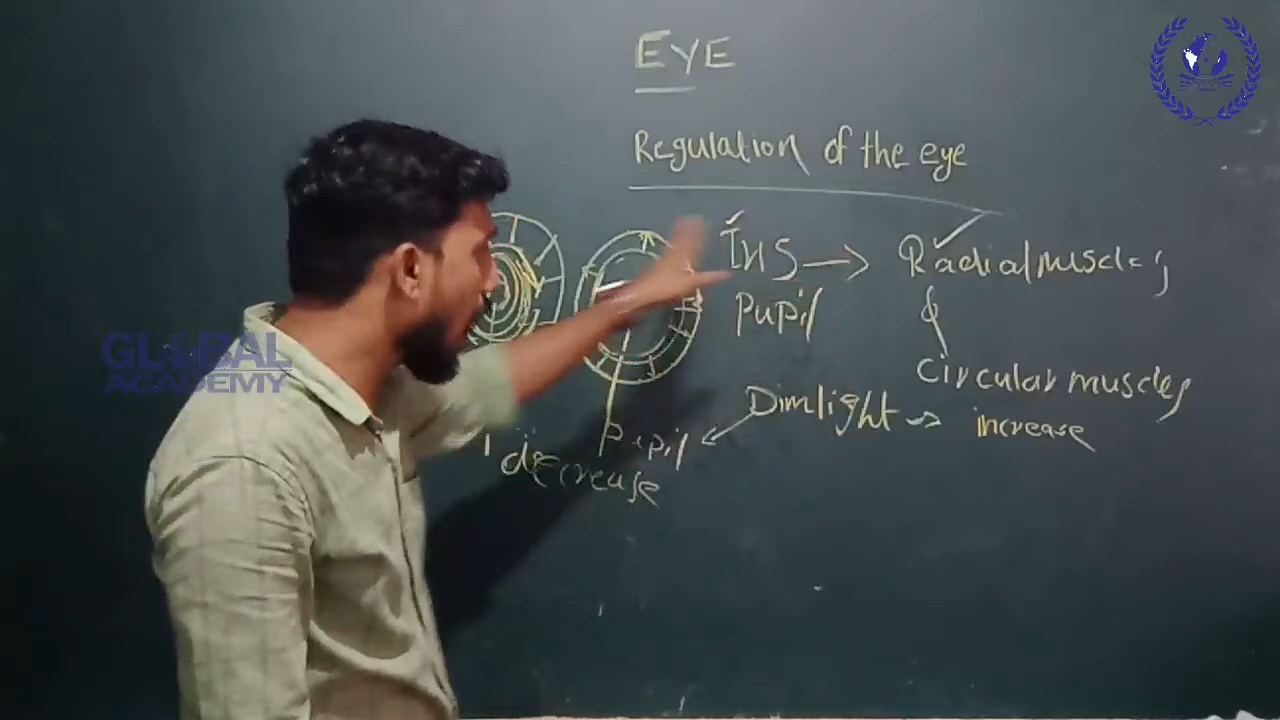 EYE
Regulation of the eye
Iris → Radial muscles
Pupil
&
Circular muscles
Dimlight → increase
Pupil
decrease
GLOBAL
ACADEMY